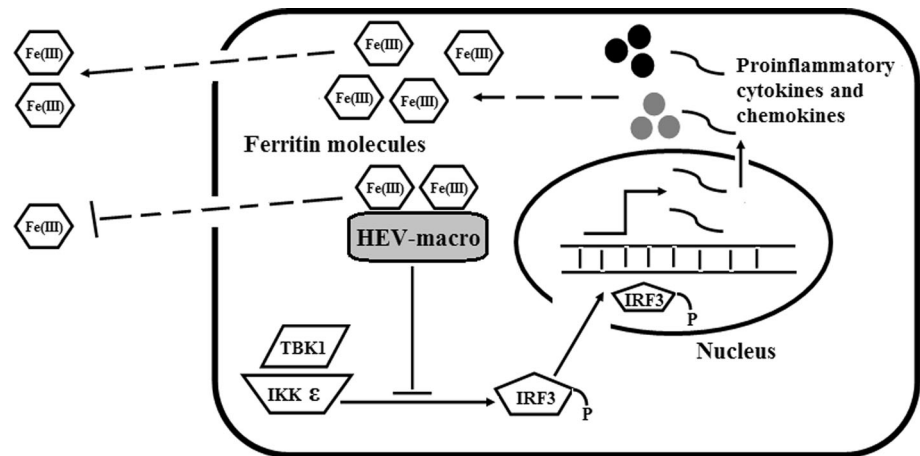 Fe(III)
Fe(III)
Fe(III)
Fe(III)
Fe(III)
Fe(III)
Proinflammatory
cytokines and
chemokines
Ferritin molecules
Fe(III)
Fe(III)
Fe(III)
HEV-macro
IRF3
P
Nucleus
TBK1
IKK ε
IRF3
P